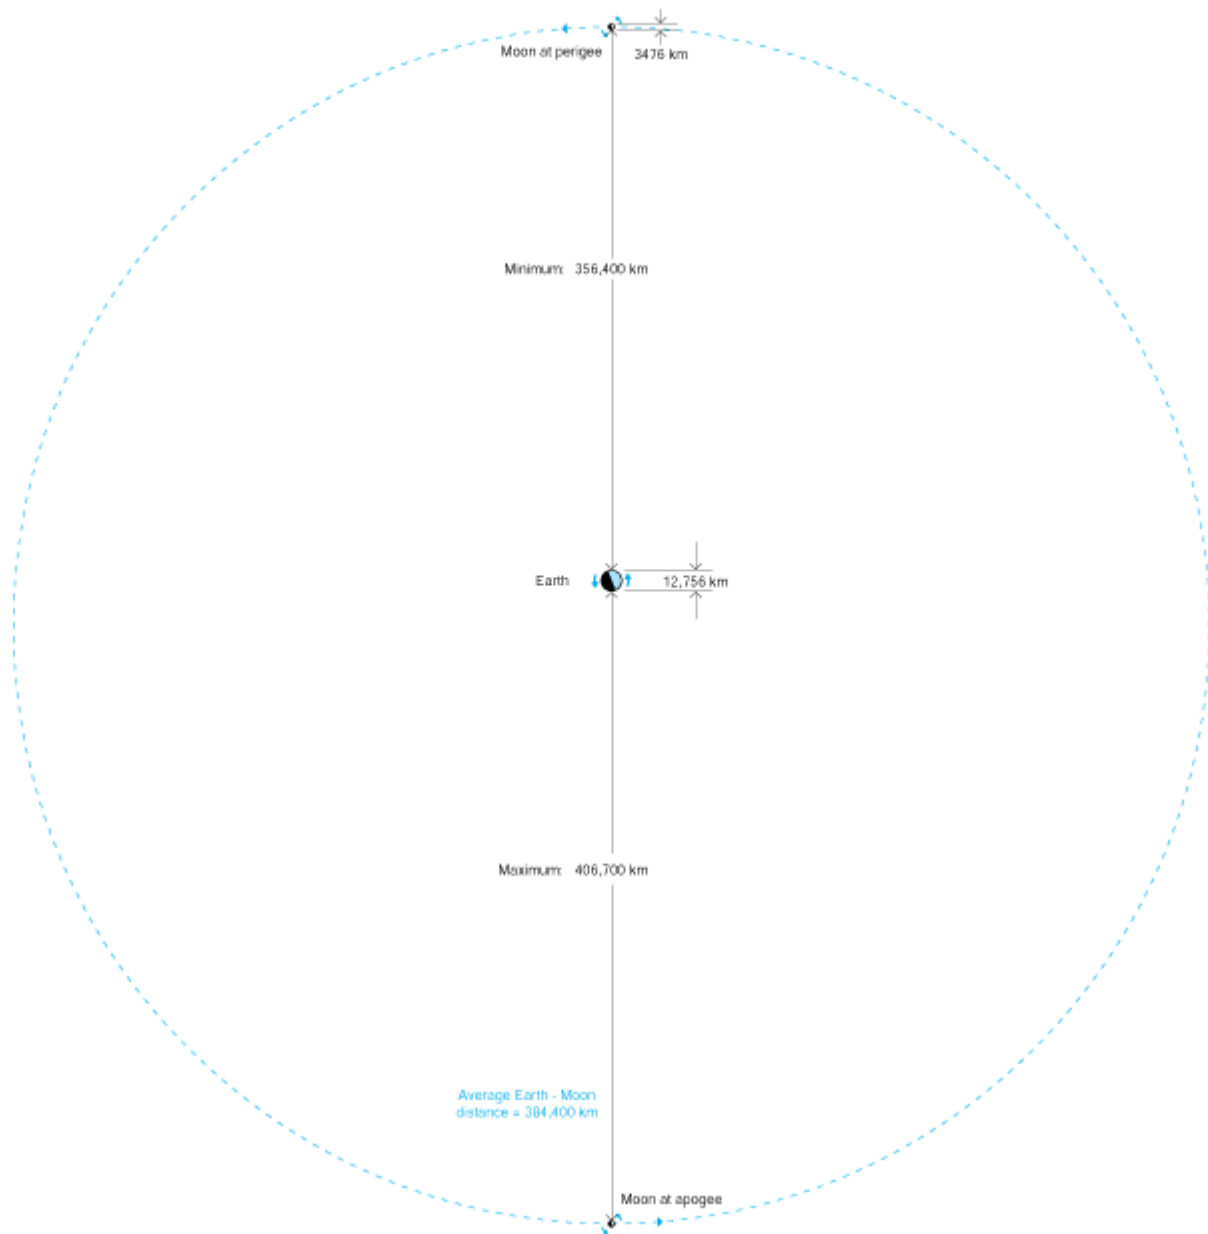 Moon at perigee
3476 km
Minimum: 356,400 km
Earth
12,756 km
Maximum: 406,700 km
Average Earth - Moon
distance = 384,400 km
Moon at apogee